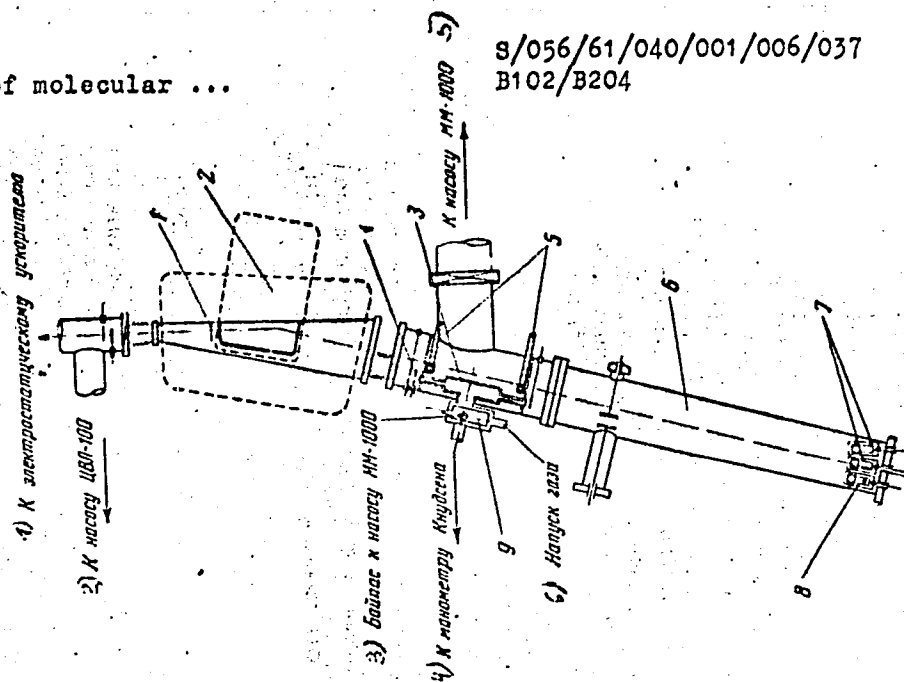 S/056/61/040/001/006/037
B102/B204
f molecular ...
1) К электростатическому ускорителю
2) К насосу ЦВЛ-100
3) Байпас к насосу ММ-1000
4) К манометру Кнудсена
5) К насосу ММ-1000
6) Напуск газа
1
2
3
4
5
6
7
8
9